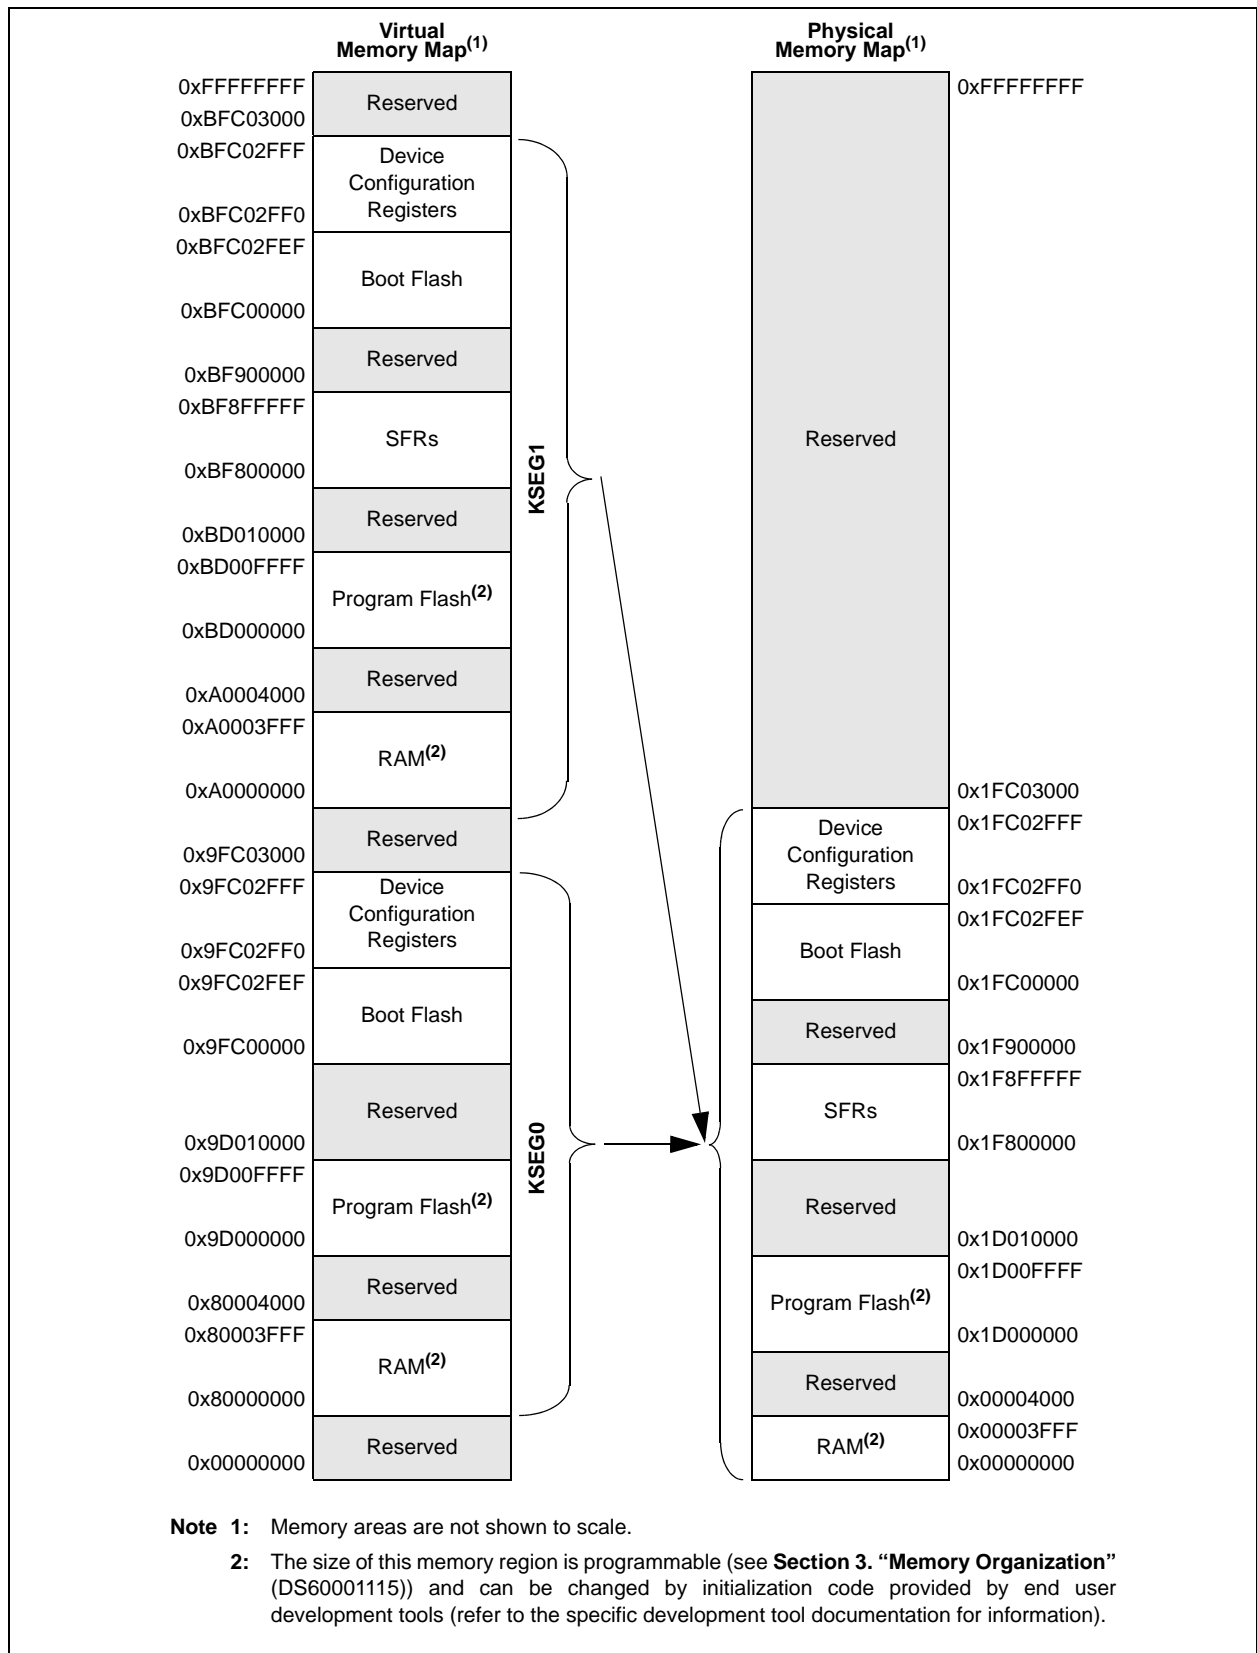 Virtual
Memory Map(1)
0xFFFFFFFF
Reserved
0xBFC03000
0xBFC02FFF
Device
Configuration
Registers
0xBFC02FF0
0xBFC02FEF
Boot Flash
0xBFC00000
Reserved
0xBF900000
0xBF8FFFFF
SFRs
0xBF800000
Reserved
0xBD010000
0xBD00FFFF
Program Flash(2)
0xBD000000
Reserved
0xA0004000
0xA0003FFF
RAM(2)
0xA0000000
Reserved
0x9FC03000
0x9FC02FFF
Device
Configuration
Registers
0x9FC02FF0
0x9FC02FEF
Boot Flash
0x9FC00000
Reserved
0x9D010000
0x9D00FFFF
Program Flash(2)
0x9D000000
Reserved
0x80004000
0x80003FFF
RAM(2)
0x80000000
Reserved
0x00000000
KSEG1
KSEG0
Physical
Memory Map(1)
0xFFFFFFFF
Reserved
0x1FC03000
0x1FC02FFF
Device
Configuration
Registers
0x1FC02FF0
0x1FC02FEF
Boot Flash
0x1FC00000
Reserved
0x1F900000
0x1F8FFFFF
SFRs
0x1F800000
Reserved
0x1D010000
0x1D00FFFF
Program Flash(2)
0x1D000000
Reserved
0x00004000
0x00003FFF
RAM(2)
0x00000000
Note 1: Memory areas are not shown to scale.
2: The size of this memory region is programmable (see Section 3. “Memory Organization”
(DS60001115)) and can be changed by initialization code provided by end user
development tools (refer to the specific development tool documentation for information).